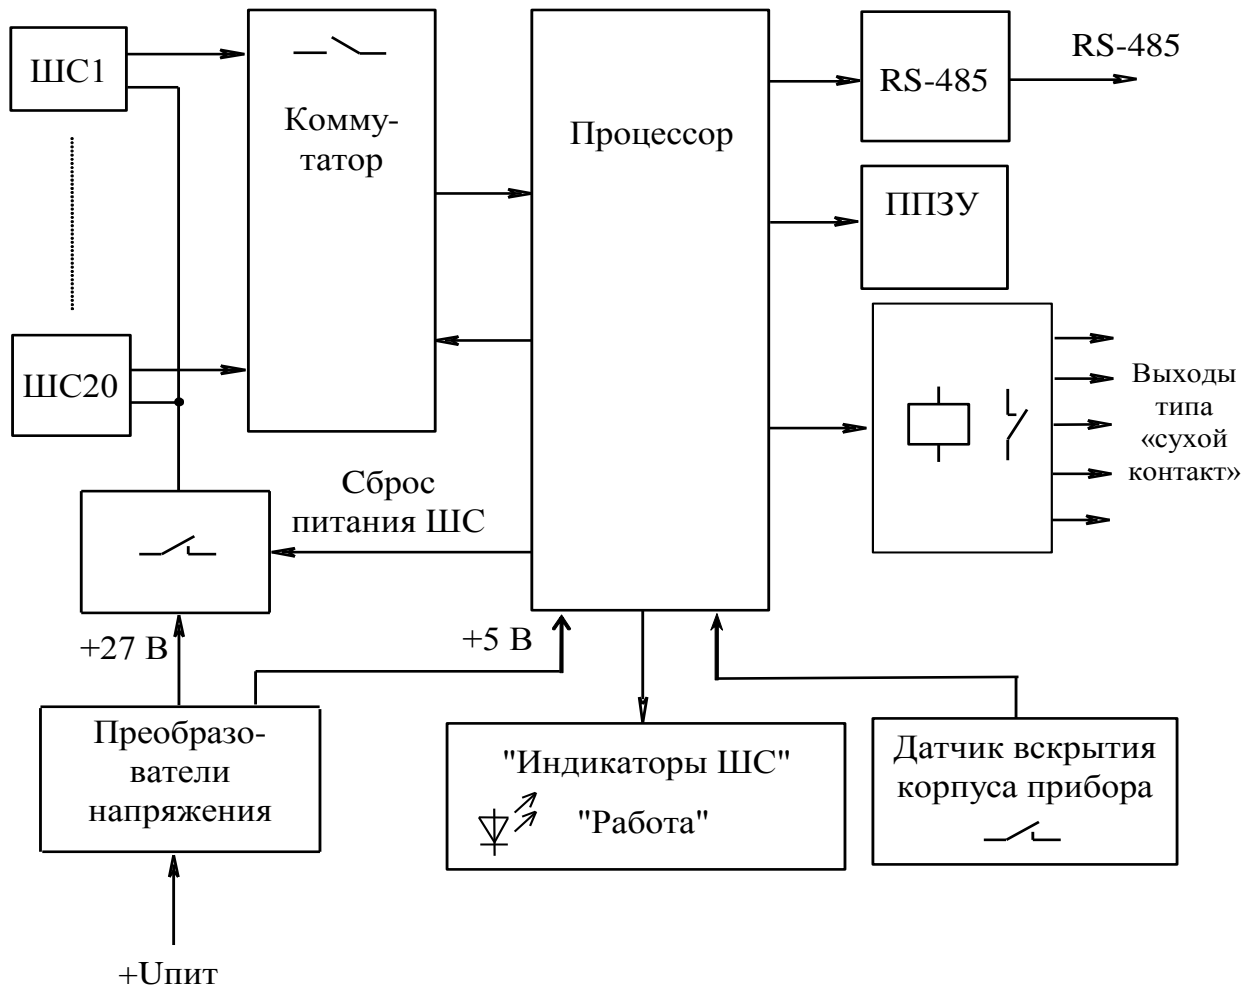 ШС1
Комму-
татор
Процессор
RS-485
RS-485
ППЗУ
ШС20
Выходы
типа
«сухой
контакт»
Сброс
питания ШС
+27 В
+5 В
Преобразо-
ватели
напряжения
"Индикаторы ШС"
"Работа"
Датчик вскрытия
корпуса прибора
+Uпит